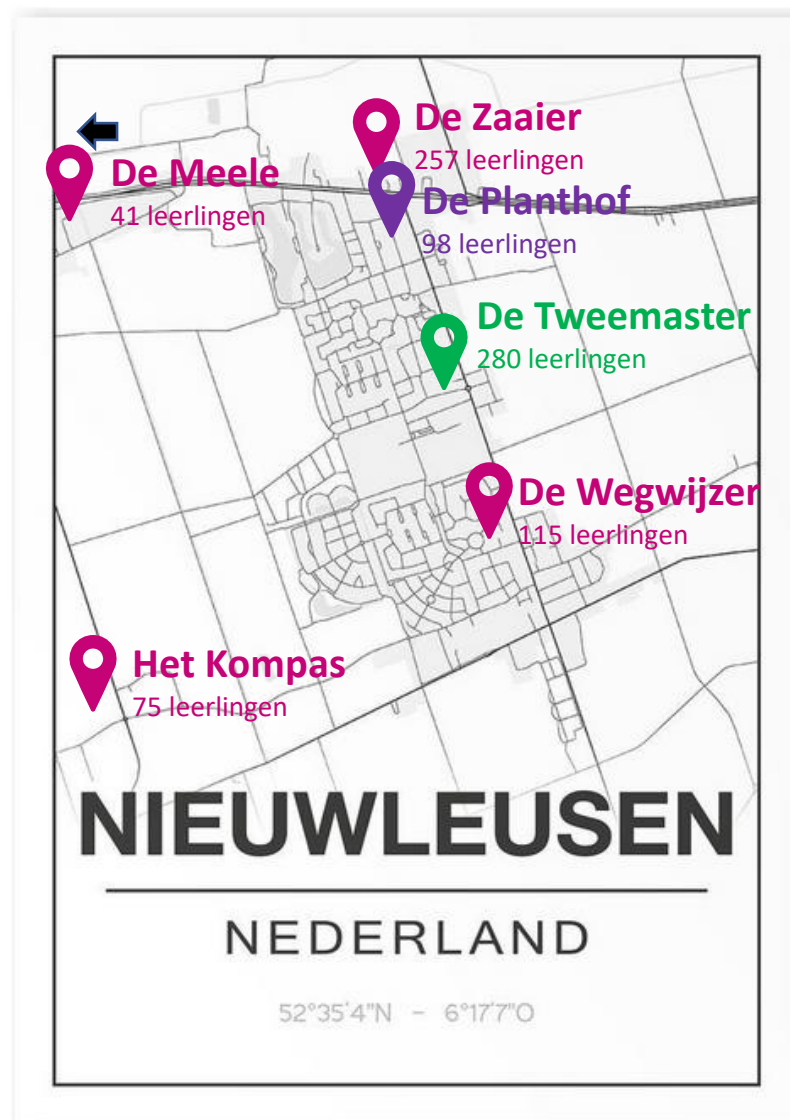 De Zaaier
257 leerlingen
De Meele
41 leerlingen
De Planthof
98 leerlingen
De Tweemaster
280 leerlingen
De Wegwijzer
115 leerlingen
Het Kompas
75 leerlingen
NIEUWLEUSEN
NEDERLAND
52°35'4"N – 6°17'7"O